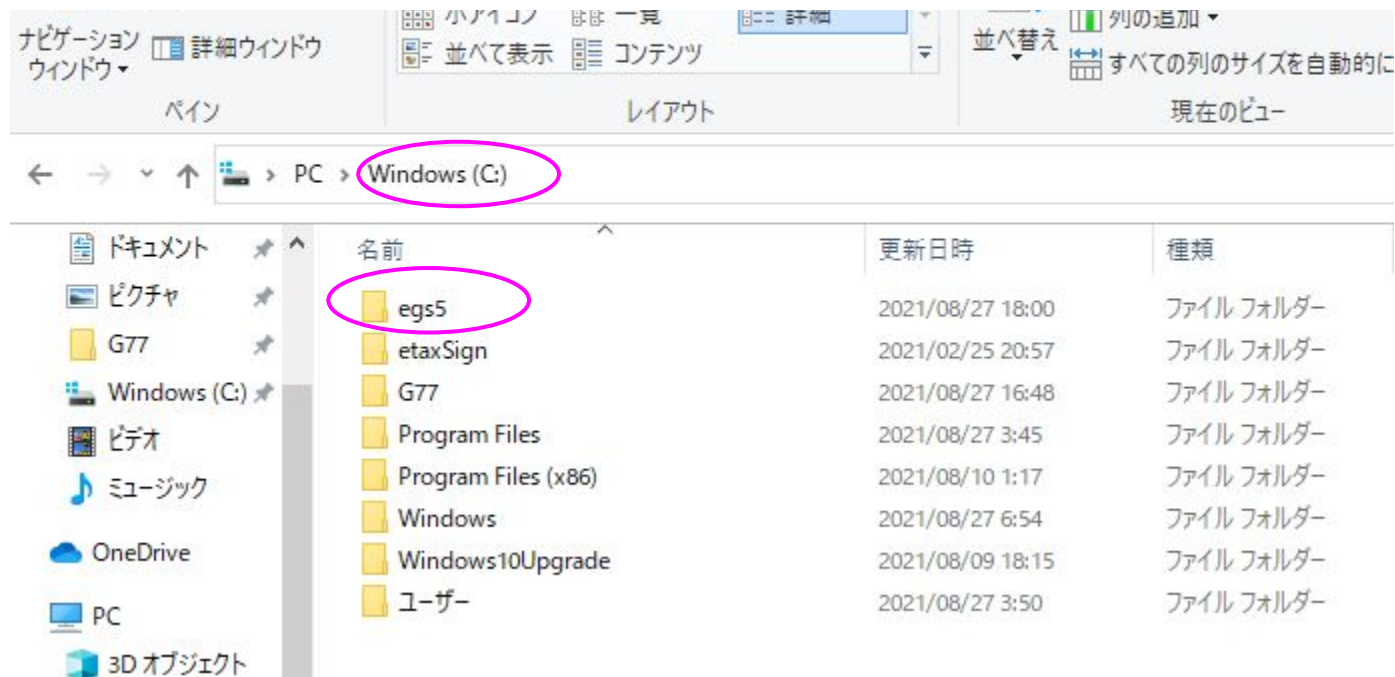 小アイコン 一覧 詳細 列の追加
ナビゲーション 詳細ウィンドウ 並べて表示 コンテンツ 並べ替え
ウィンドウ すべての列のサイズを自動的に
ペイン レイアウト 現在のビュー
PC Windows (C:)
ドキュメント 名前 更新日時 種類
ピクチャ egs5 2021/08/27 18:00 ファイル フォルダー
G77 etaxSign 2021/02/25 20:57 ファイル フォルダー
Windows (C:) G77 2021/08/27 16:48 ファイル フォルダー
ビデオ Program Files 2021/08/27 3:45 ファイル フォルダー
ミュージック Program Files (x86) 2021/08/10 1:17 ファイル フォルダー
Windows 2021/08/27 6:54 ファイル フォルダー
OneDrive Windows10Upgrade 2021/08/09 18:15 ファイル フォルダー
PC ユーザー 2021/08/27 3:50 ファイル フォルダー
3D オブジェクト